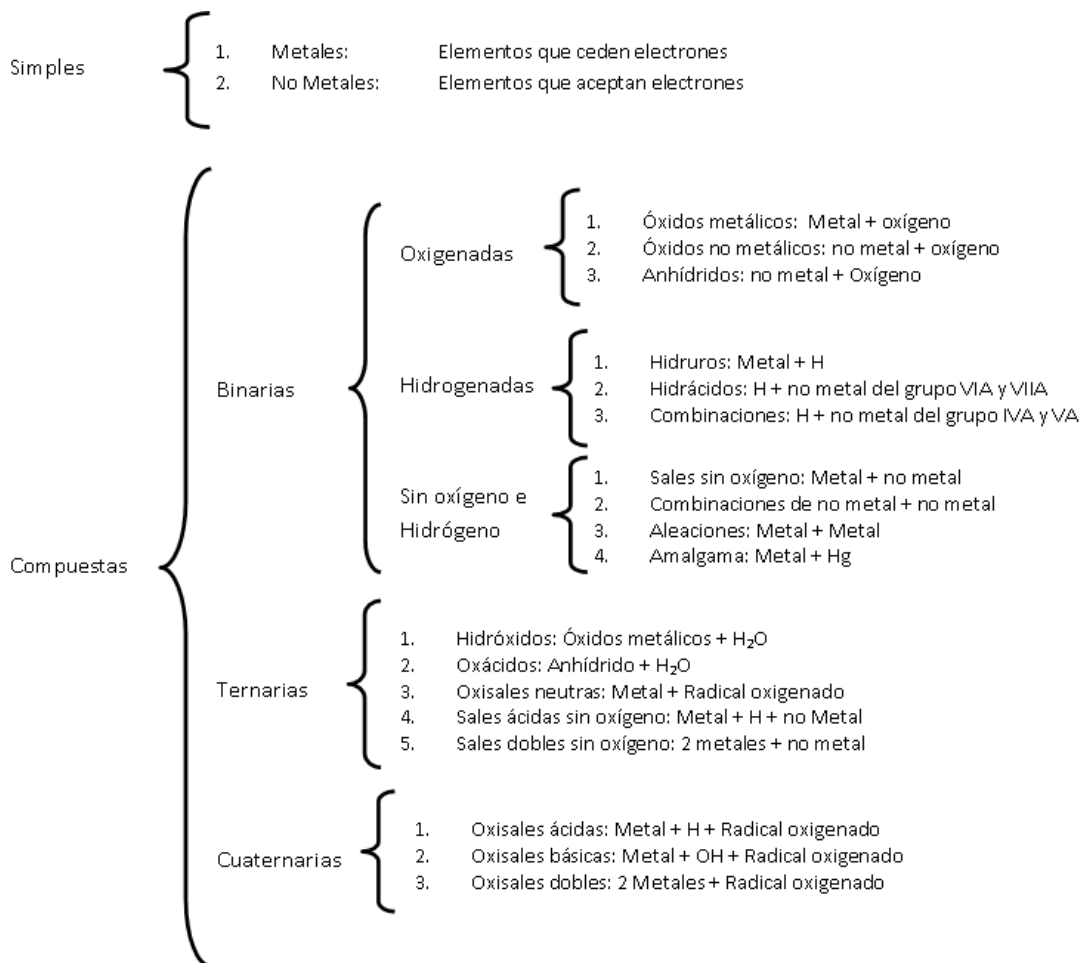 Simples
1. Metales: Elementos que ceden electrones
2. No Metales: Elementos que aceptan electrones
Compuestas
Binarias
Oxigenadas
1. Óxidos metálicos: Metal + oxígeno
2. Óxidos no metálicos: no metal + oxígeno
3. Anhídridos: no metal + Oxígeno
Hidrogenadas
1. Hidruros: Metal + H
2. Hidrácidos: H + no metal del grupo VIA y VIIA
3. Combinaciones: H + no metal del grupo IVA y VA
Sin oxígeno e
Hidrógeno
1. Sales sin oxígeno: Metal + no metal
2. Combinaciones de no metal + no metal
3. Aleaciones: Metal + Metal
4. Amalgama: Metal + Hg
Ternarias
1. Hidróxidos: Óxidos metálicos + H₂O
2. Oxácidos: Anhídrido + H₂O
3. Oxisales neutras: Metal + Radical oxigenado
4. Sales ácidas sin oxígeno: Metal + H + no Metal
5. Sales dobles sin oxígeno: 2 metales + no metal
Cuaternarias
1. Oxisales ácidas: Metal + H + Radical oxigenado
2. Oxisales básicas: Metal + OH + Radical oxigenado
3. Oxisales dobles: 2 Metales + Radical oxigenado